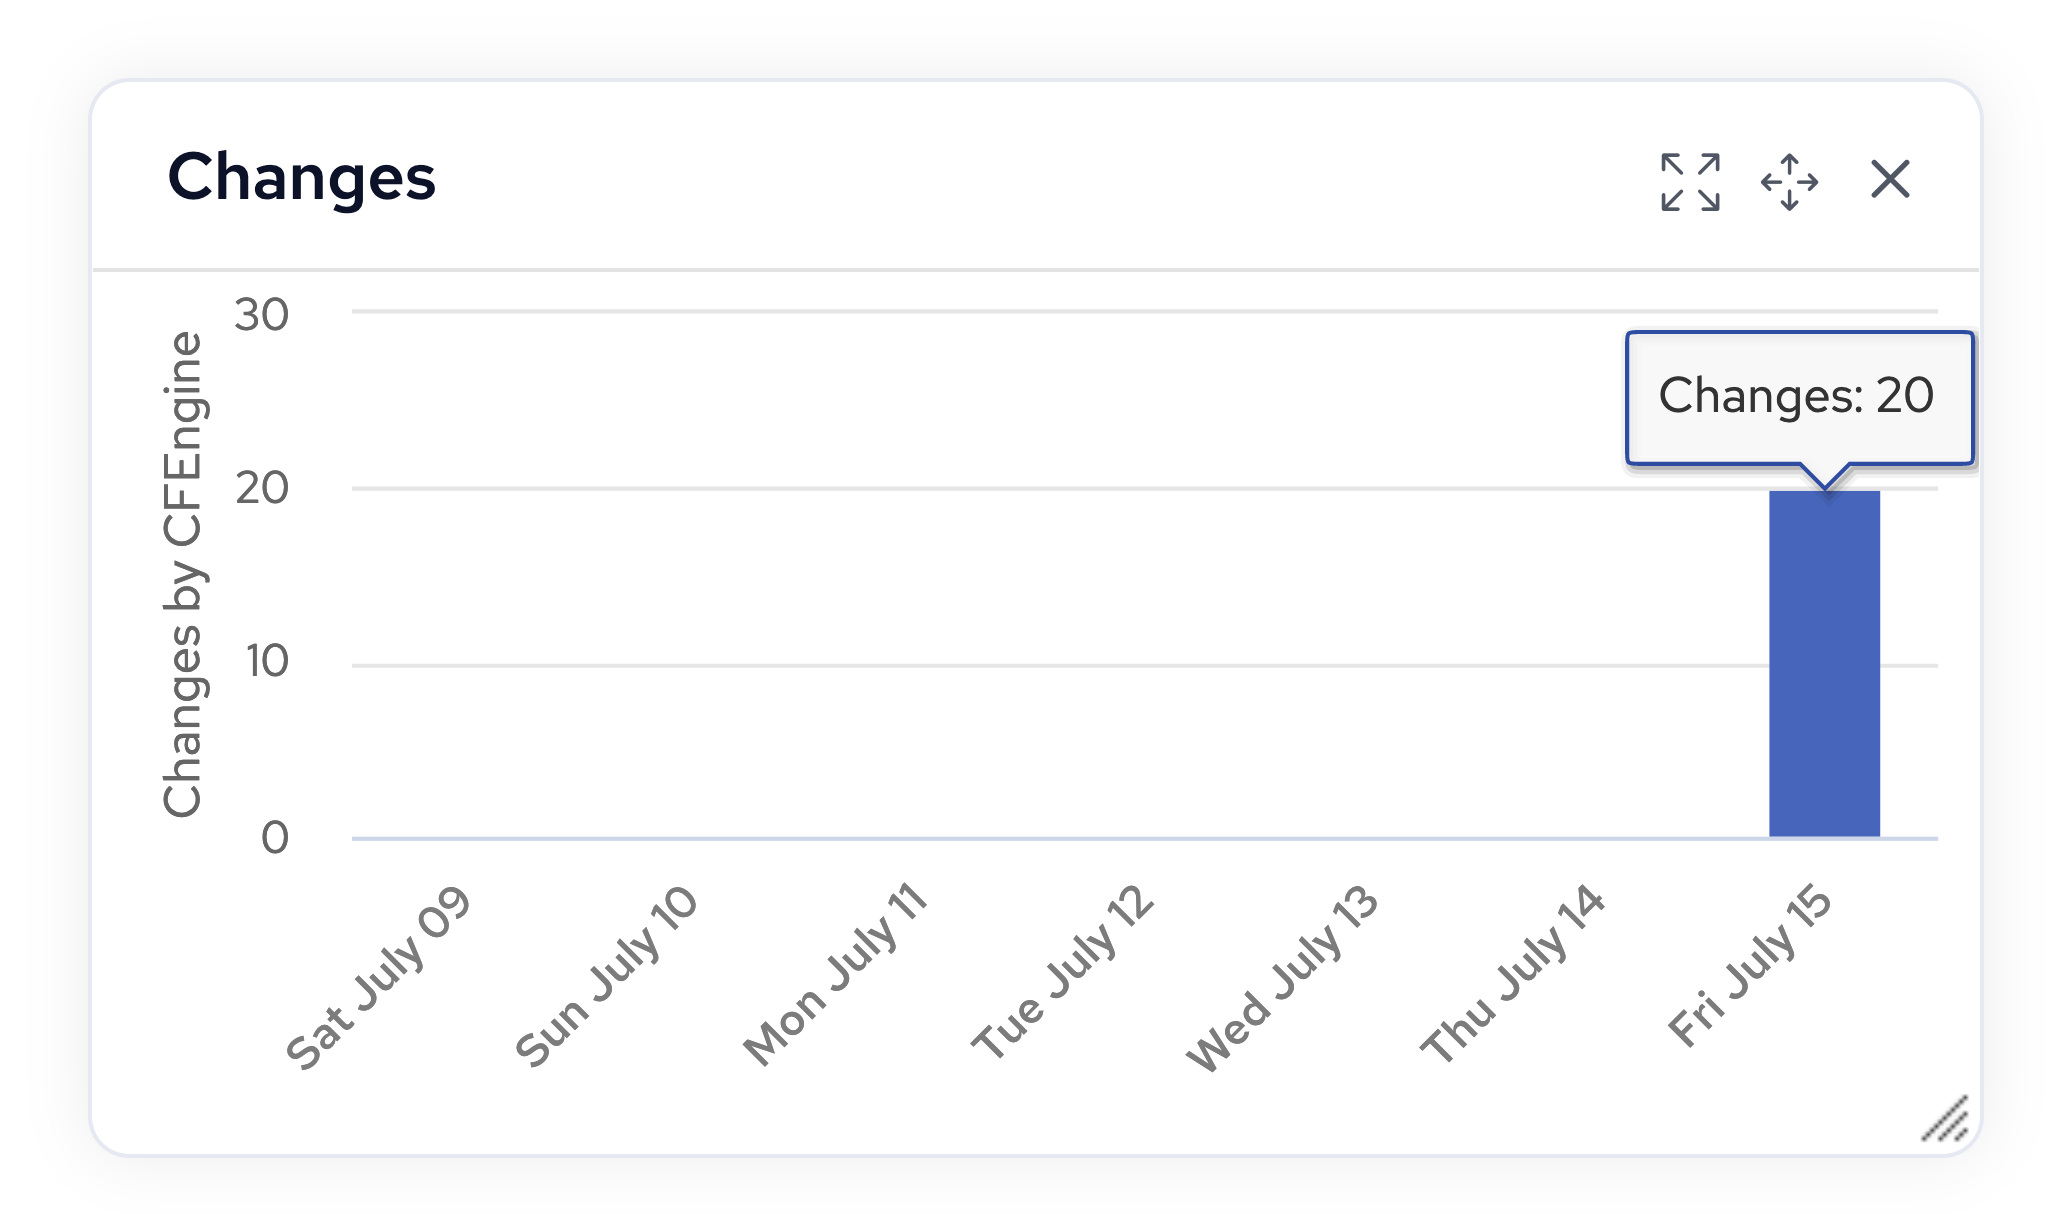 Changes
Changes by CFEngine
30
20
10
0
Changes: 20
Sat July 09
Sun July 10
Mon July 11
Tue July 12
Wed July 13
Thu July 14
Fri July 15